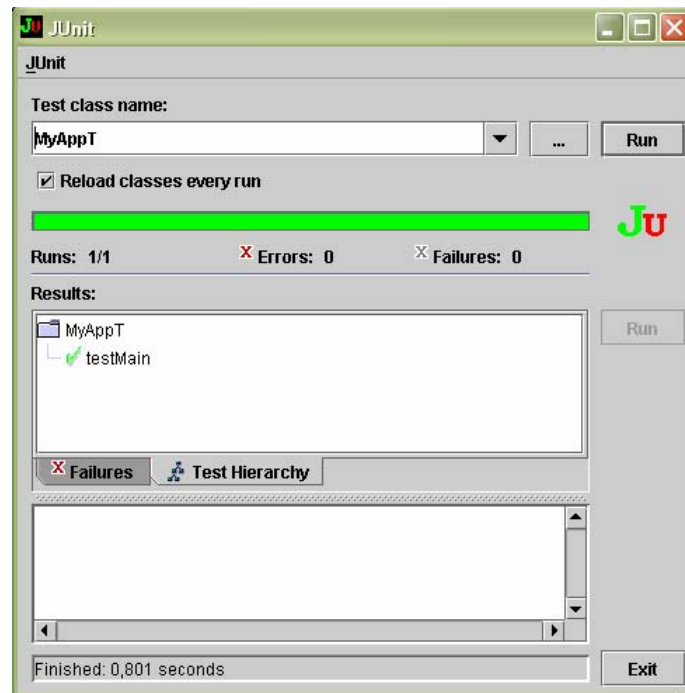 JU JUnit
JUnit
Test class name:
MyAppT ... Run
Reload classes every run
JU
Runs: 1/1 X Errors: 0 X Failures: 0
Results:
MyAppT Run
testMain
X Failures Test Hierarchy
Finished: 0,801 seconds Exit